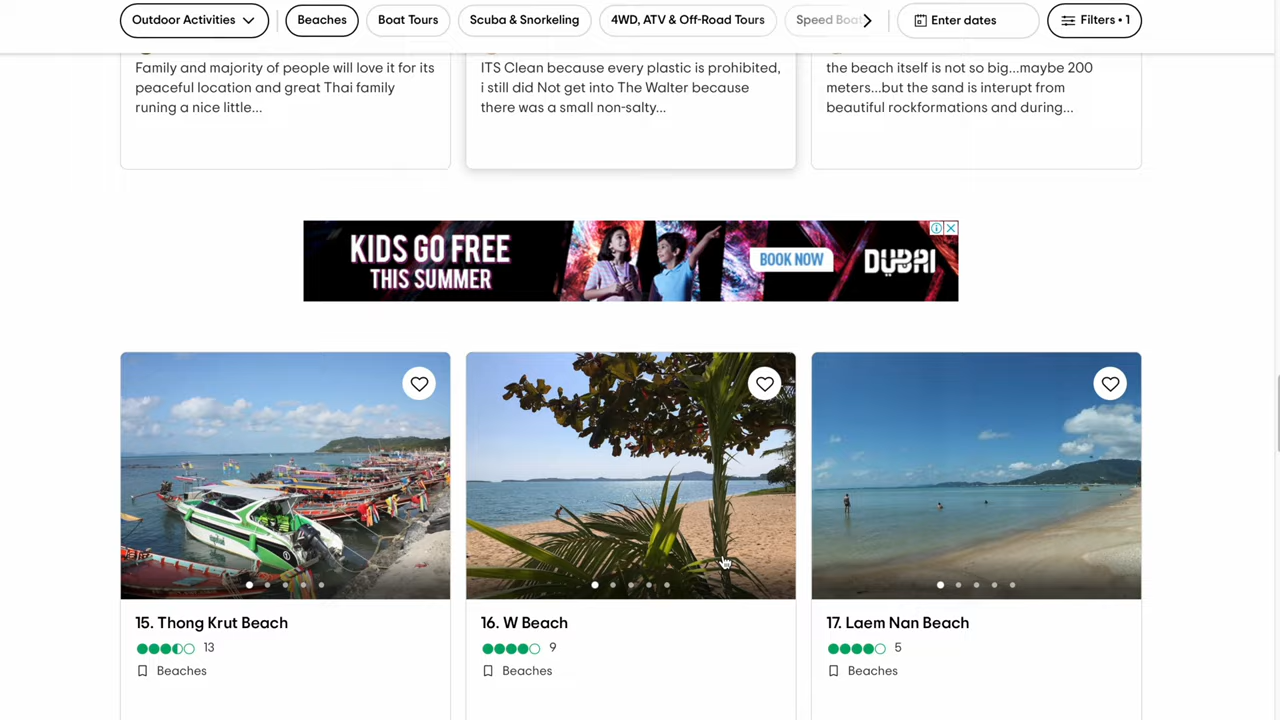 Outdoor Activities
Beaches
Boat Tours
Scuba & Snorkeling
4WD, ATV & Off-Road Tours
Speed Boat
Enter dates
Filters • 1
Family and majority of people will love it for its
peaceful location and great Thai family
runing a nice little...
ITS Clean because every plastic is prohibited,
i still did Not get into The Walter because
there was a small non-salty...
the beach itself is not so big...maybe 200
meters...but the sand is interupt from
beautiful rockformations and during...
KIDS GO FREE
THIS SUMMER
BOOK NOW
DUBAI
15. Thong Krut Beach
13
Beaches
16. W Beach
9
Beaches
17. Laem Nan Beach
5
Beaches